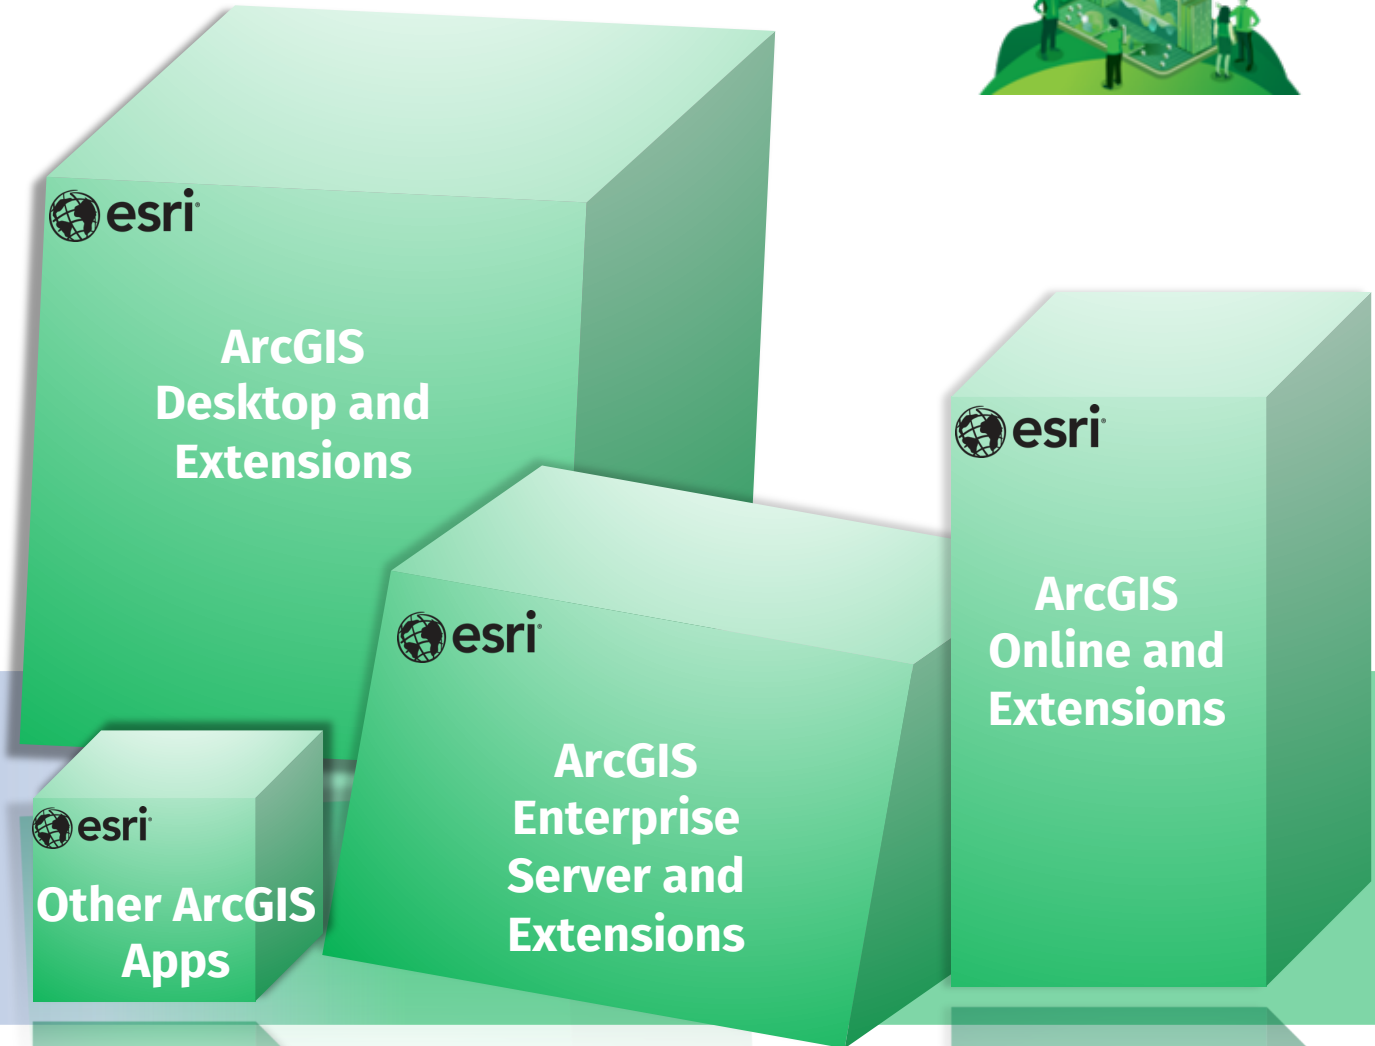 esri
ArcGIS
Desktop and
Extensions
esri
ArcGIS
Enterprise
Server and
Extensions
esri
ArcGIS
Online and
Extensions
esri
Other ArcGIS
Apps